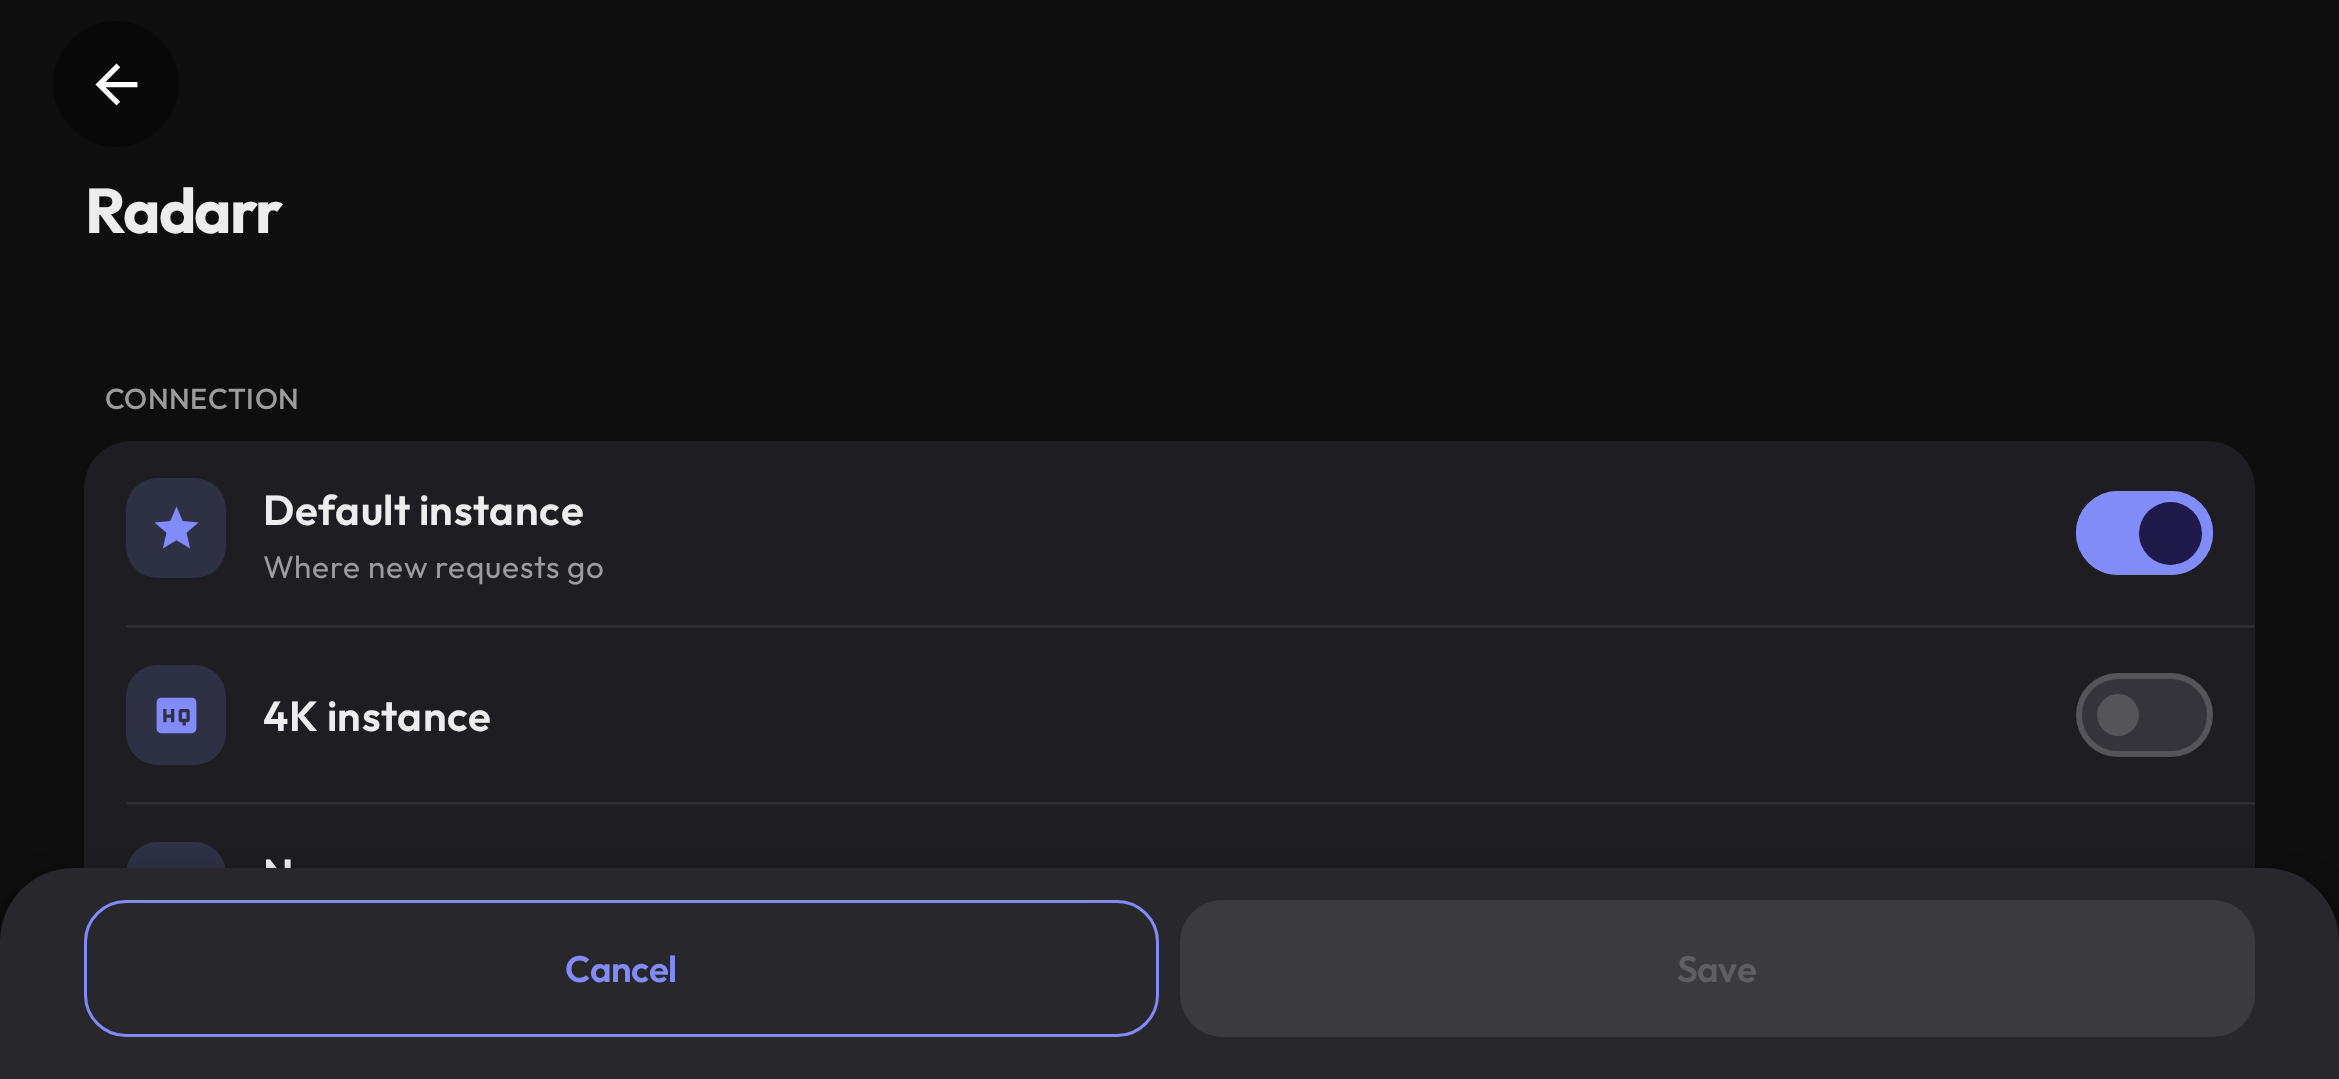 Radarr
CONNECTION
Default instance
Where new requests go
HQ
4K instance
Cancel
Save